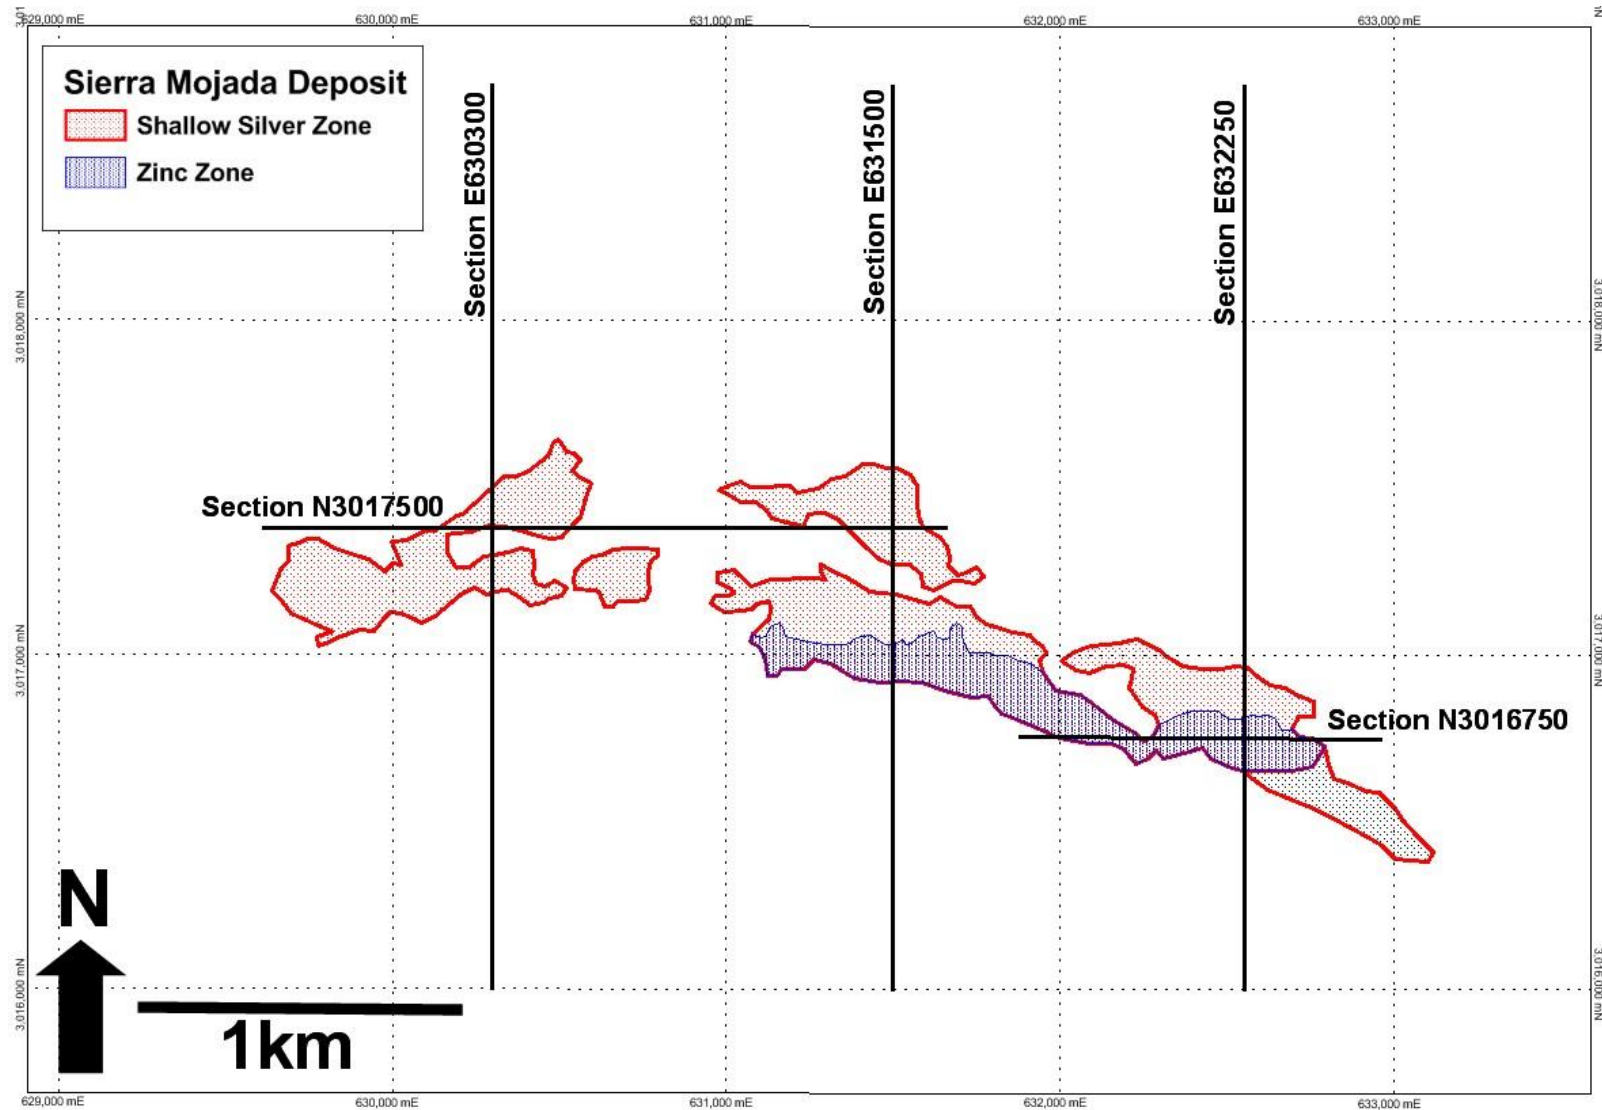 629,000 mE
630,000 mE
631,000 mE
632,000 mE
633,000 mE
3.01
Sierra Mojada Deposit
Shallow Silver Zone
Zinc Zone
Section E630300
Section E631500
Section E632250
3.018,000 mN
3.018,000 mN
Section N3017500
3.017,000 mN
3.017,000 mN
Section N3016750
N
3.016,000 mN
3.016,000 mN
1km
629,000 mE
630,000 mE
631,000 mE
632,000 mE
633,000 mE